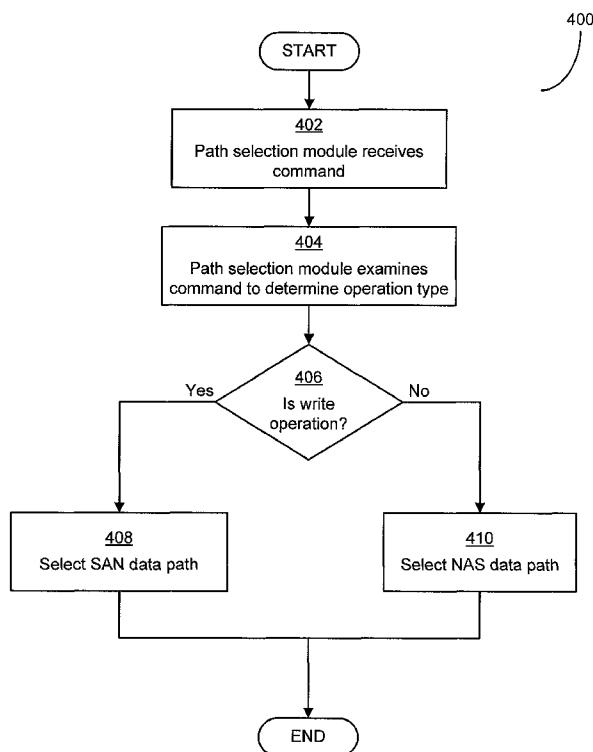 400
START
402
Path selection module receives
command
404
Path selection module examines
command to determine operation type
406
Yes
No
Is write
operation?
408
Select SAN data path
410
Select NAS data path
END